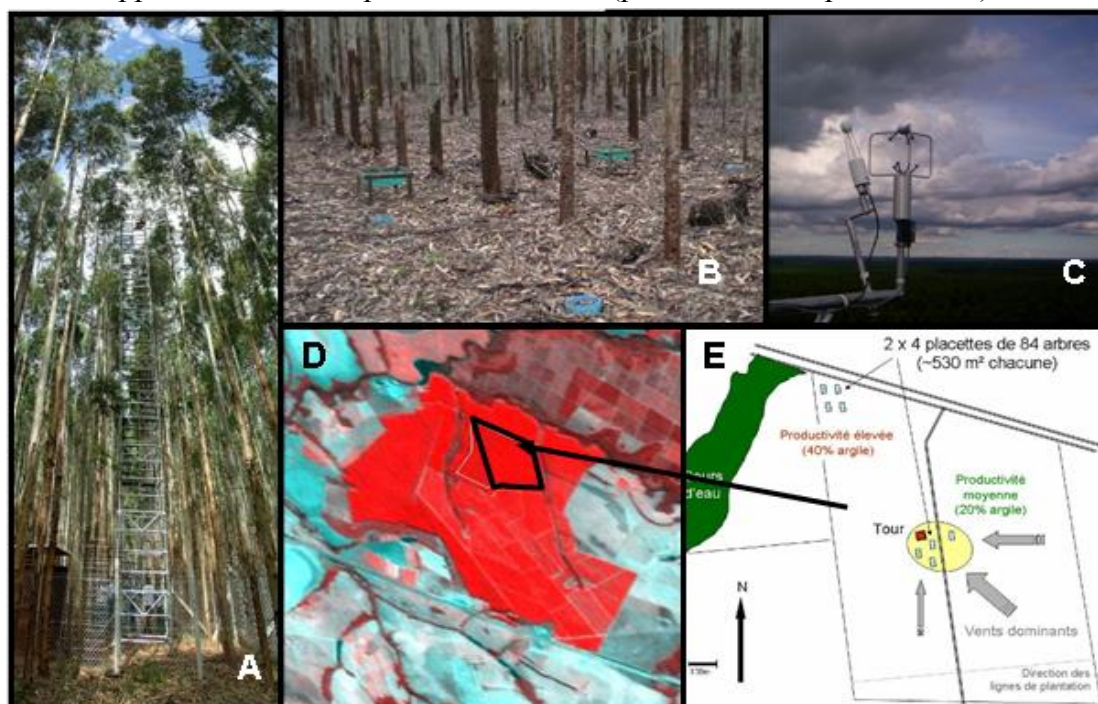 A
B
C
D
E
2 x 4 placettes de 84 arbres
(~530 m² chacune)
Productivité élevée
(40% argile)
d'eau
Productivité
moyenne
(20% argile)
Tour
N
Vents dominants
Direction des
lignes de plantation